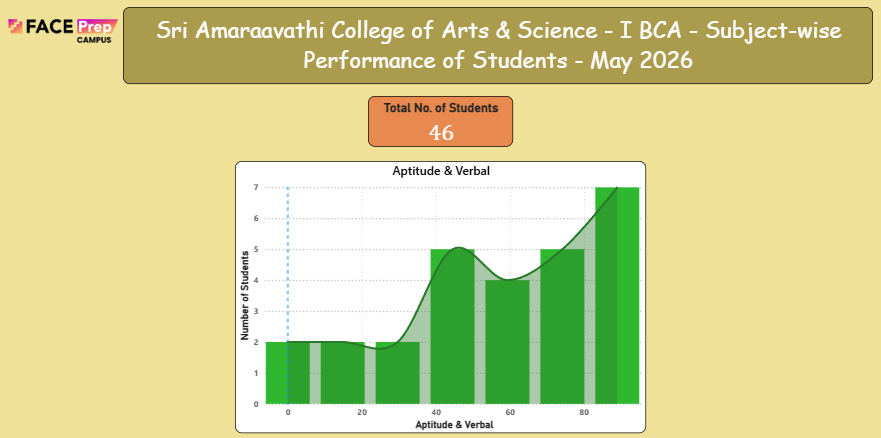 FACE Prep
CAMPUS
Sri Amaraavathi College of Arts & Science - I BCA - Subject-wise
Performance of Students - May 2026
Total No. of Students
46
Aptitude & Verbal
7
6
5
4
3
2
1
0
Number of Students
0 20 40 60 80
Aptitude & Verbal